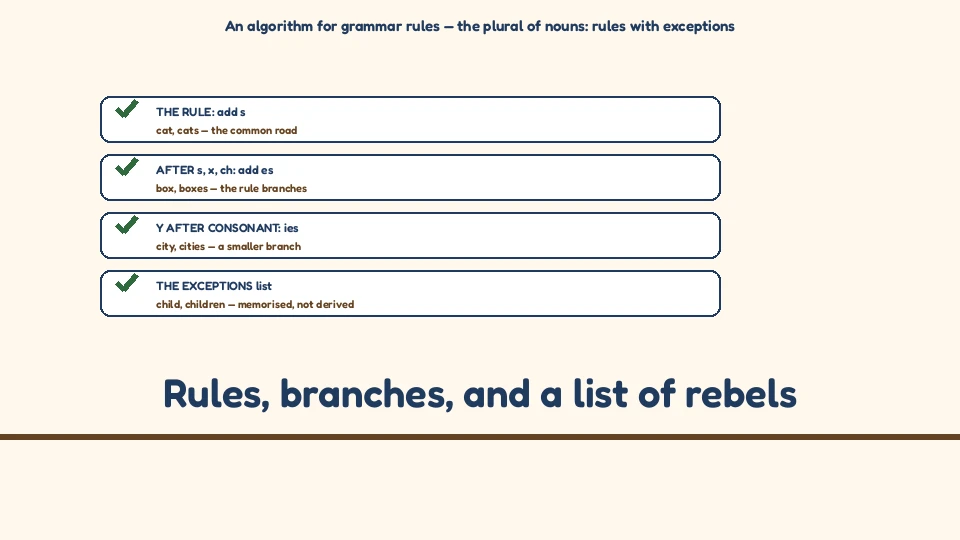 An algorithm for grammar rules — the plural of nouns: rules with exceptions
THE RULE: add s
cat, cats — the common road
AFTER s, x, ch: add es
box, boxes — the rule branches
Y AFTER CONSONANT: ies
city, cities — a smaller branch
THE EXCEPTIONS list
child, children — memorised, not derived
Rules, branches, and a list of rebels